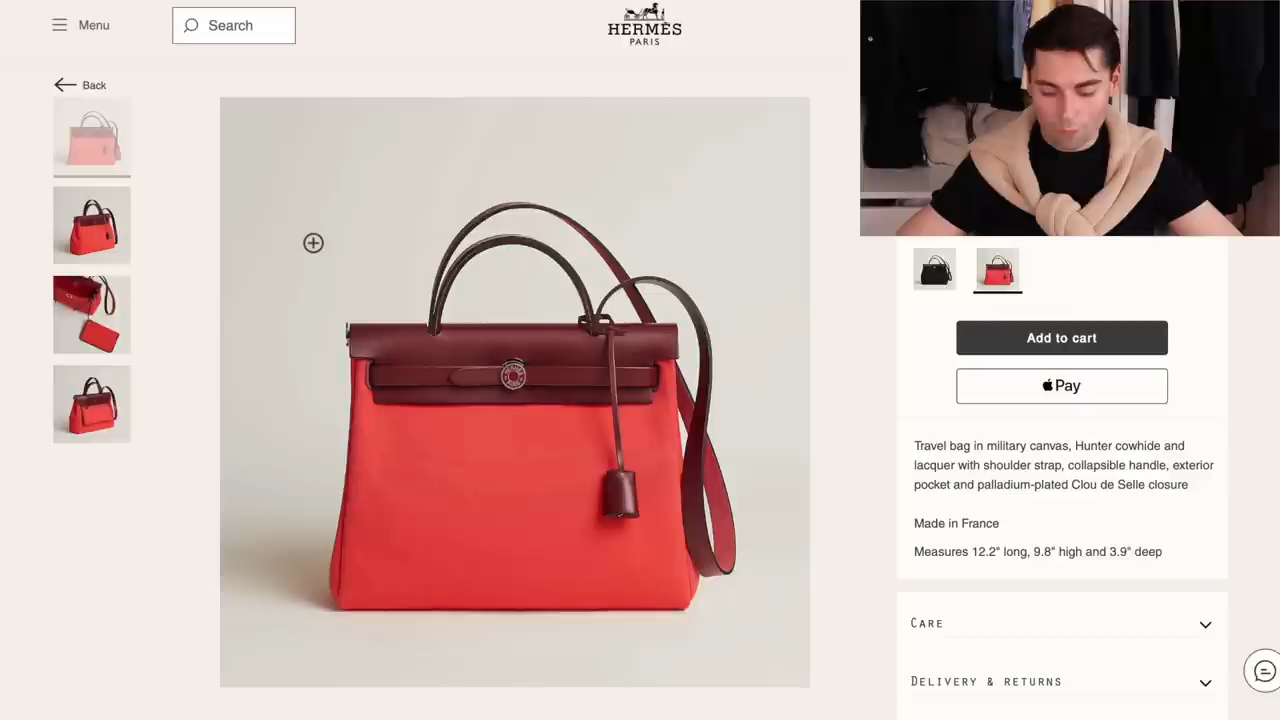 Menu
Search
HERMÈS
PARIS
Back
Add to cart
Pay
Travel bag in military canvas, Hunter cowhide and
lacquer with shoulder strap, collapsible handle, exterior
pocket and palladium-plated Clou de Selle closure
Made in France
Measures 12.2" long, 9.8" high and 3.9" deep
CARE
DELIVERY & RETURNS